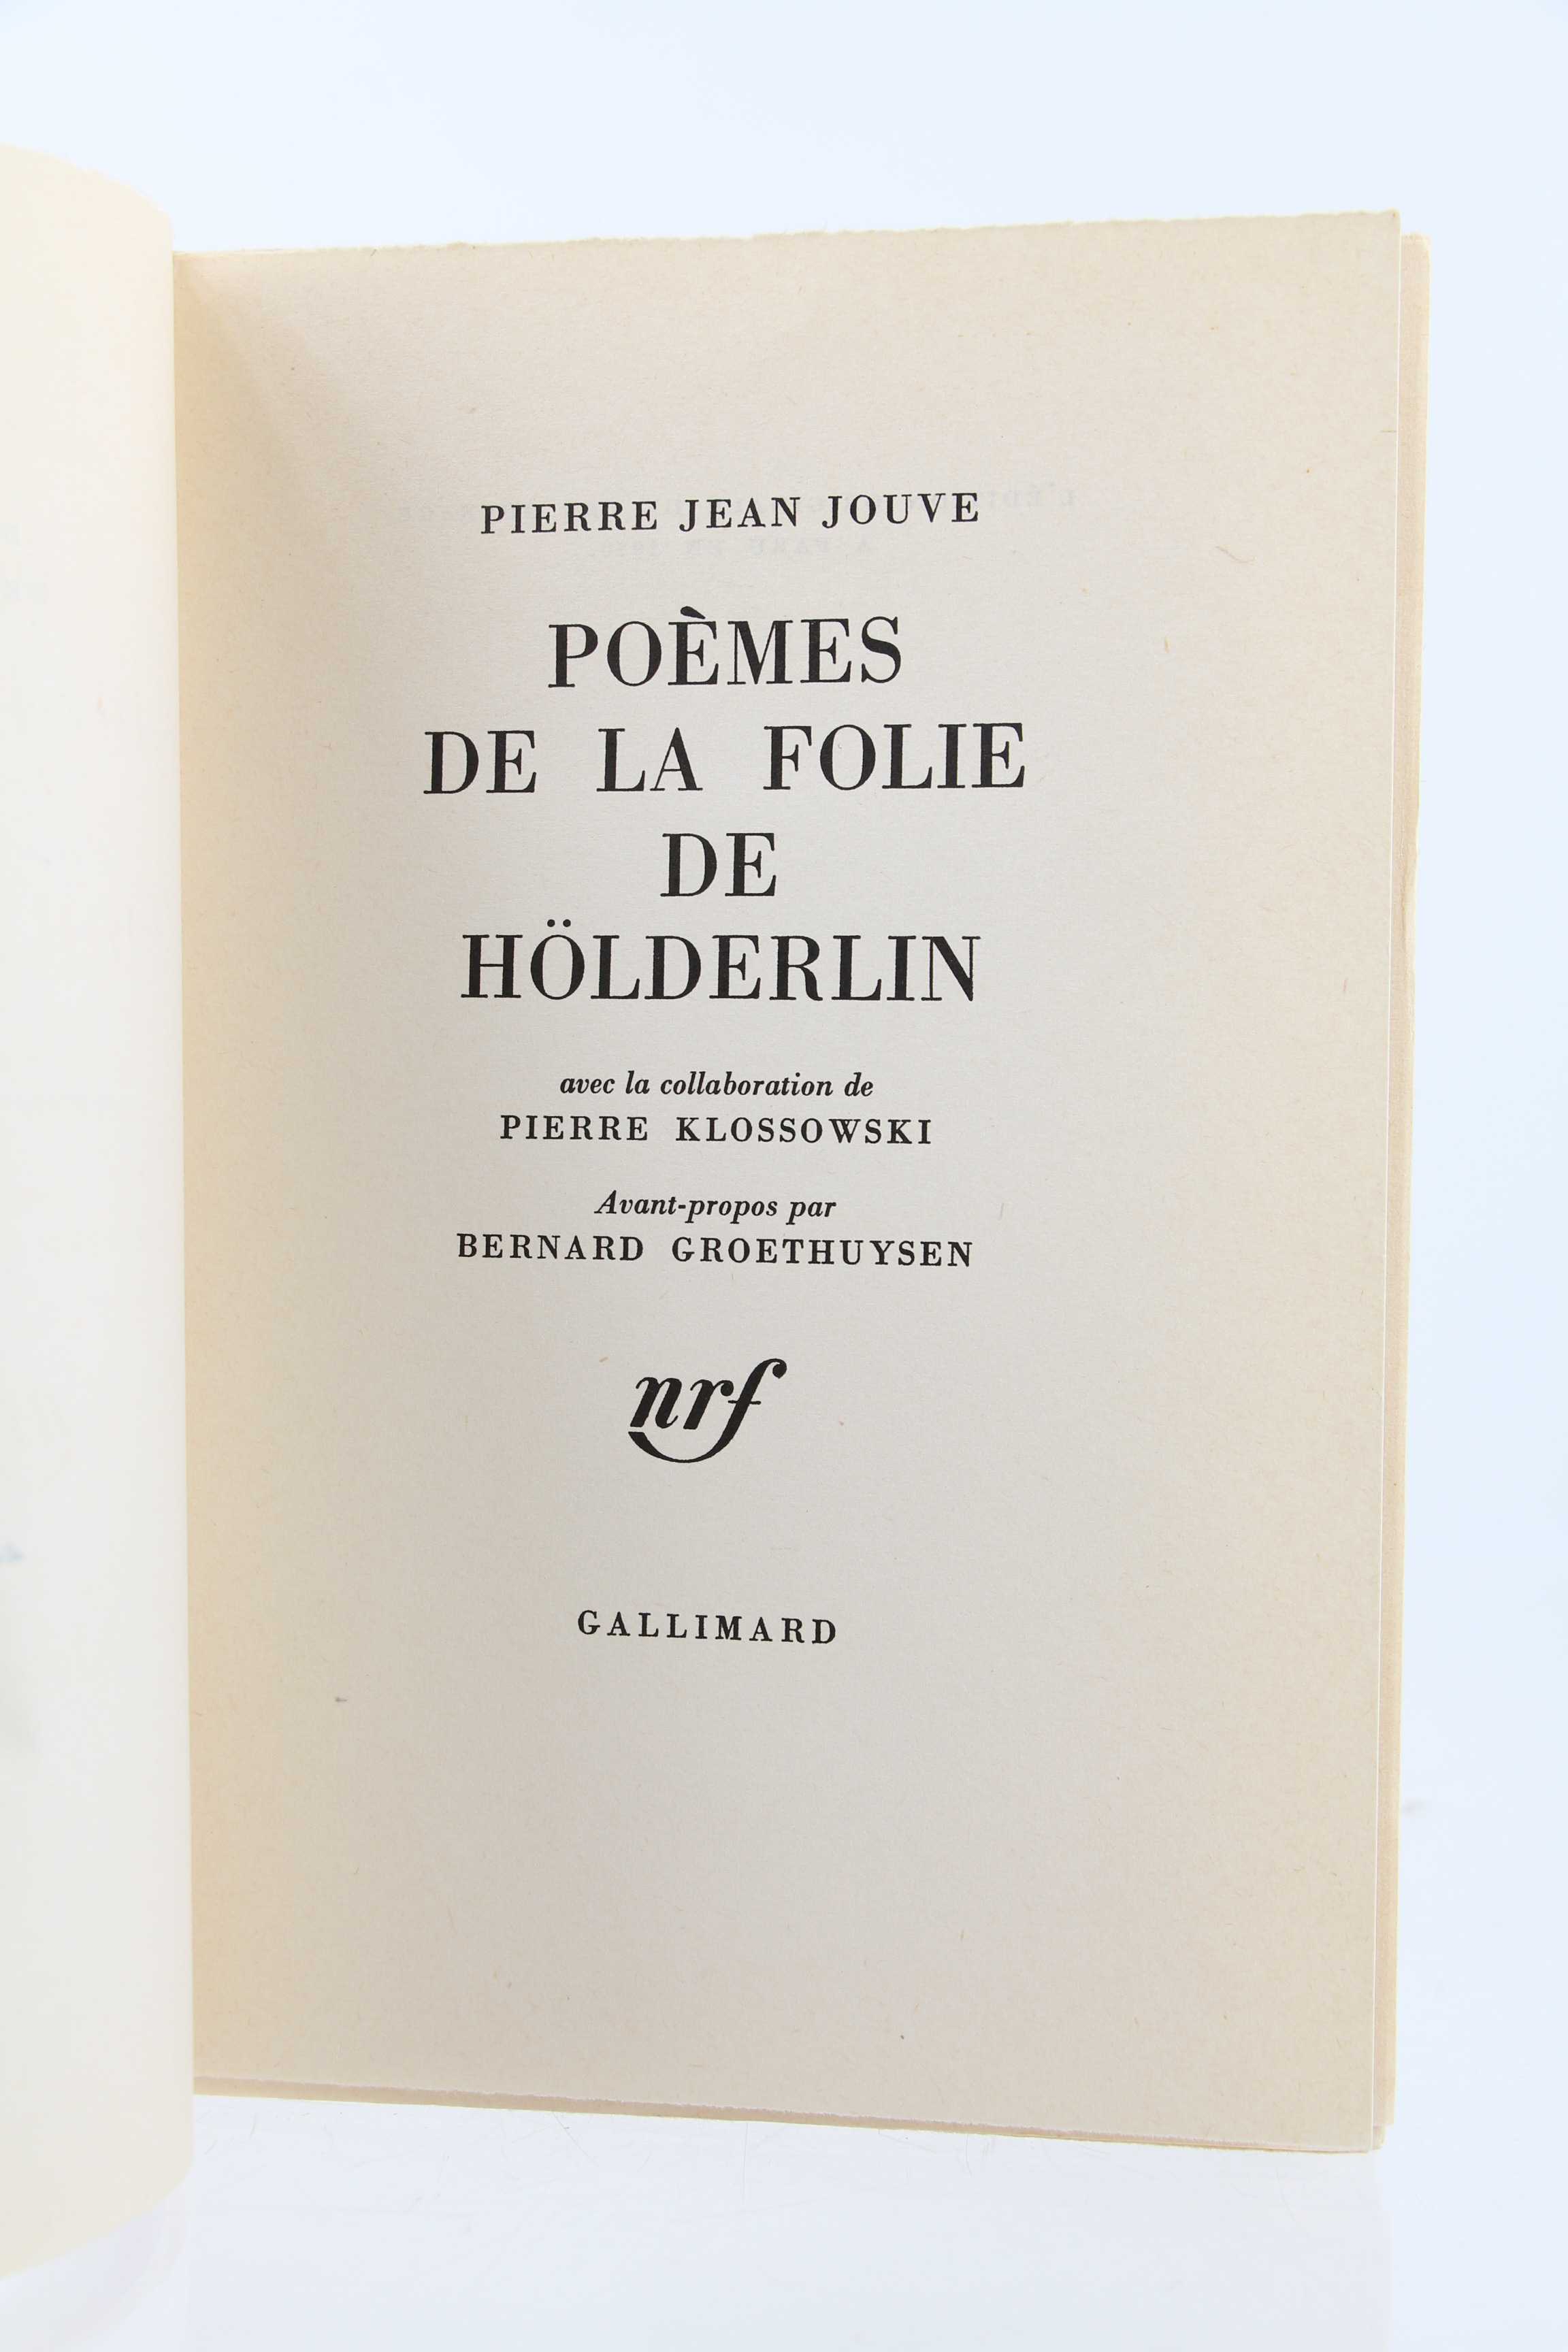 PIERRE JEAN JOUVE
POÈMES
DE LA FOLIE
DE
HÖLDERLIN
avec la collaboration de
PIERRE KLOSSOWSKI
Avant-propos par
BERNARD GROETHUYSEN
nrf
GALLIMARD